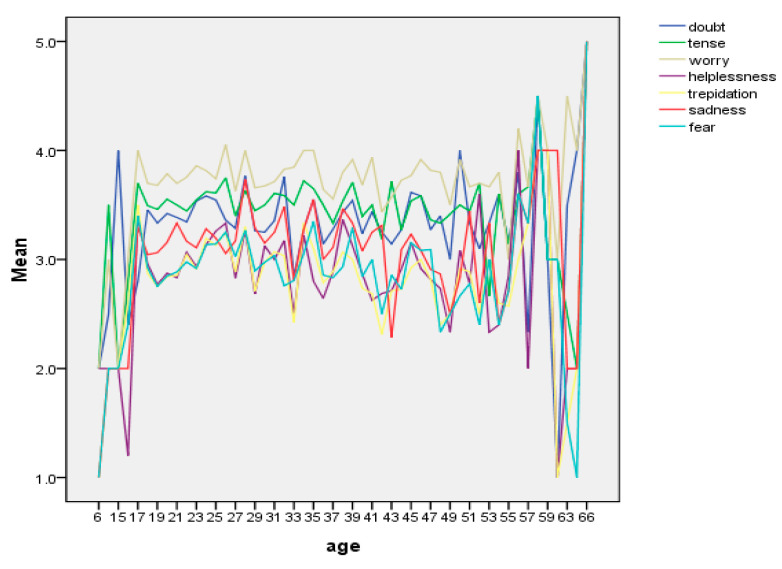 doubt
tense
worry
helplessness
trepidation
sadness
fear
5.0
4.0
3.0
2.0
1.0
Mean
6 15 17 19 21 23 25 27 29 31 33 35 37 39 41 43 45 47 49 51 53 55 57 59 63 66
age